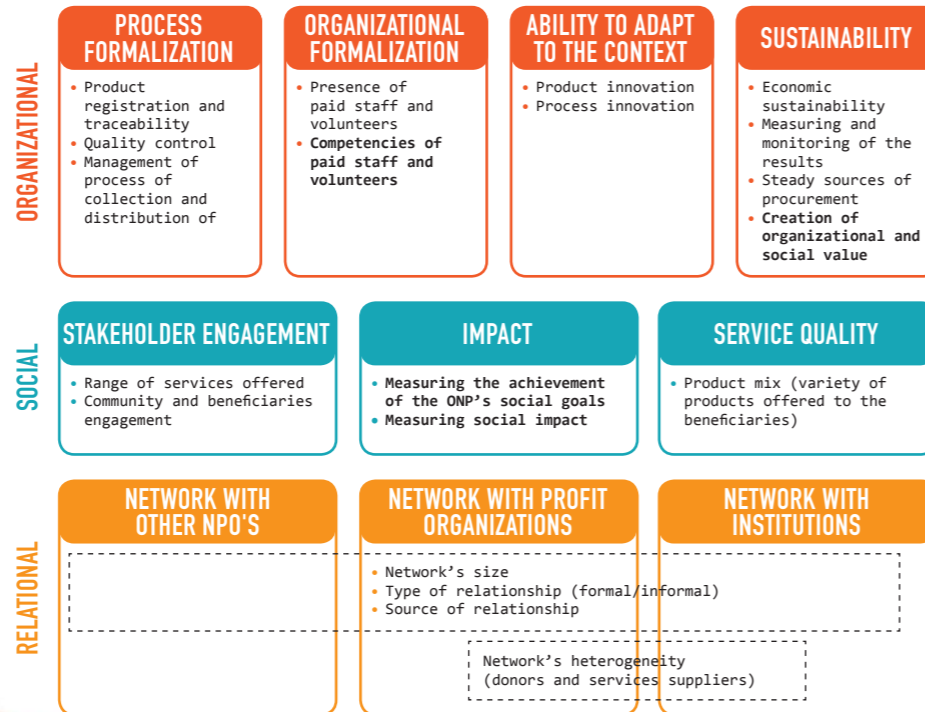 ORGANIZATIONAL
PROCESS
FORMALIZATION
• Product
registration and
traceability
• Quality control
• Management of
process of
collection and
distribution of
ORGANIZATIONAL
FORMALIZATION
• Presence of
paid staff and
volunteers
• Competencies of
paid staff and
volunteers
ABILITY TO ADAPT
TO THE CONTEXT
• Product innovation
• Process innovation
SUSTAINABILITY
• Economic
sustainability
• Measuring and
monitoring of the
results
• Steady sources of
procurement
• Creation of
organizational and
social value
SOCIAL
STAKEHOLDER ENGAGEMENT
• Range of services offered
• Community and beneficiaries
engagement
IMPACT
• Measuring the achievement
of the ONP's social goals
• Measuring social impact
SERVICE QUALITY
• Product mix (variety of
products offered to the
beneficiaries)
RELATIONAL
NETWORK WITH
OTHER NPO'S
NETWORK WITH PROFIT
ORGANIZATIONS
NETWORK WITH
INSTITUTIONS
• Network's size
• Type of relationship (formal/informal)
• Source of relationship
Network's heterogeneity
(donors and services suppliers)